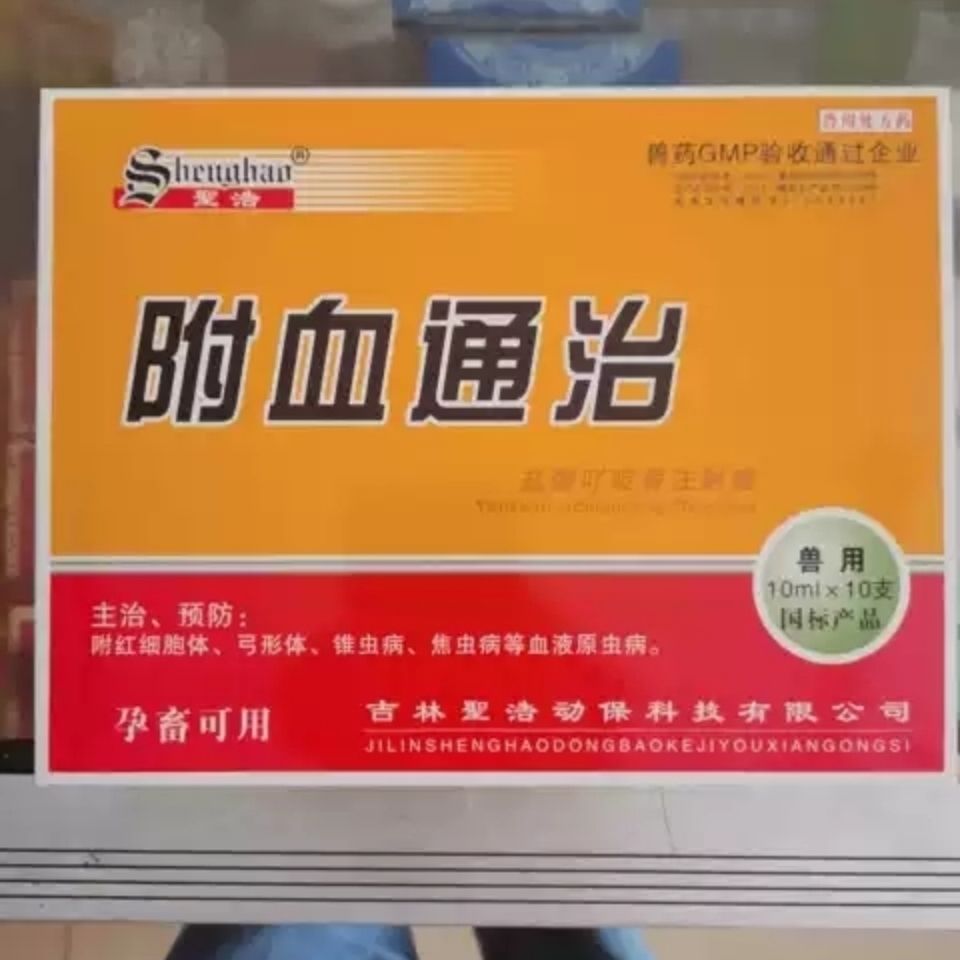 兽用处方药
Shenghao®
聖浩
兽药GMP验收通过企业
附血通治
盐酸吖啶黄注射液
兽用
10ml×10支
国标产品
主治、预防:
附红细胞体、弓形体、锥虫病、焦虫病等血液原虫病。
孕畜可用
吉林聖浩动保科技有限公司
JILINSHENGHAODONGBAOKEJIYOUXIANGONGSI